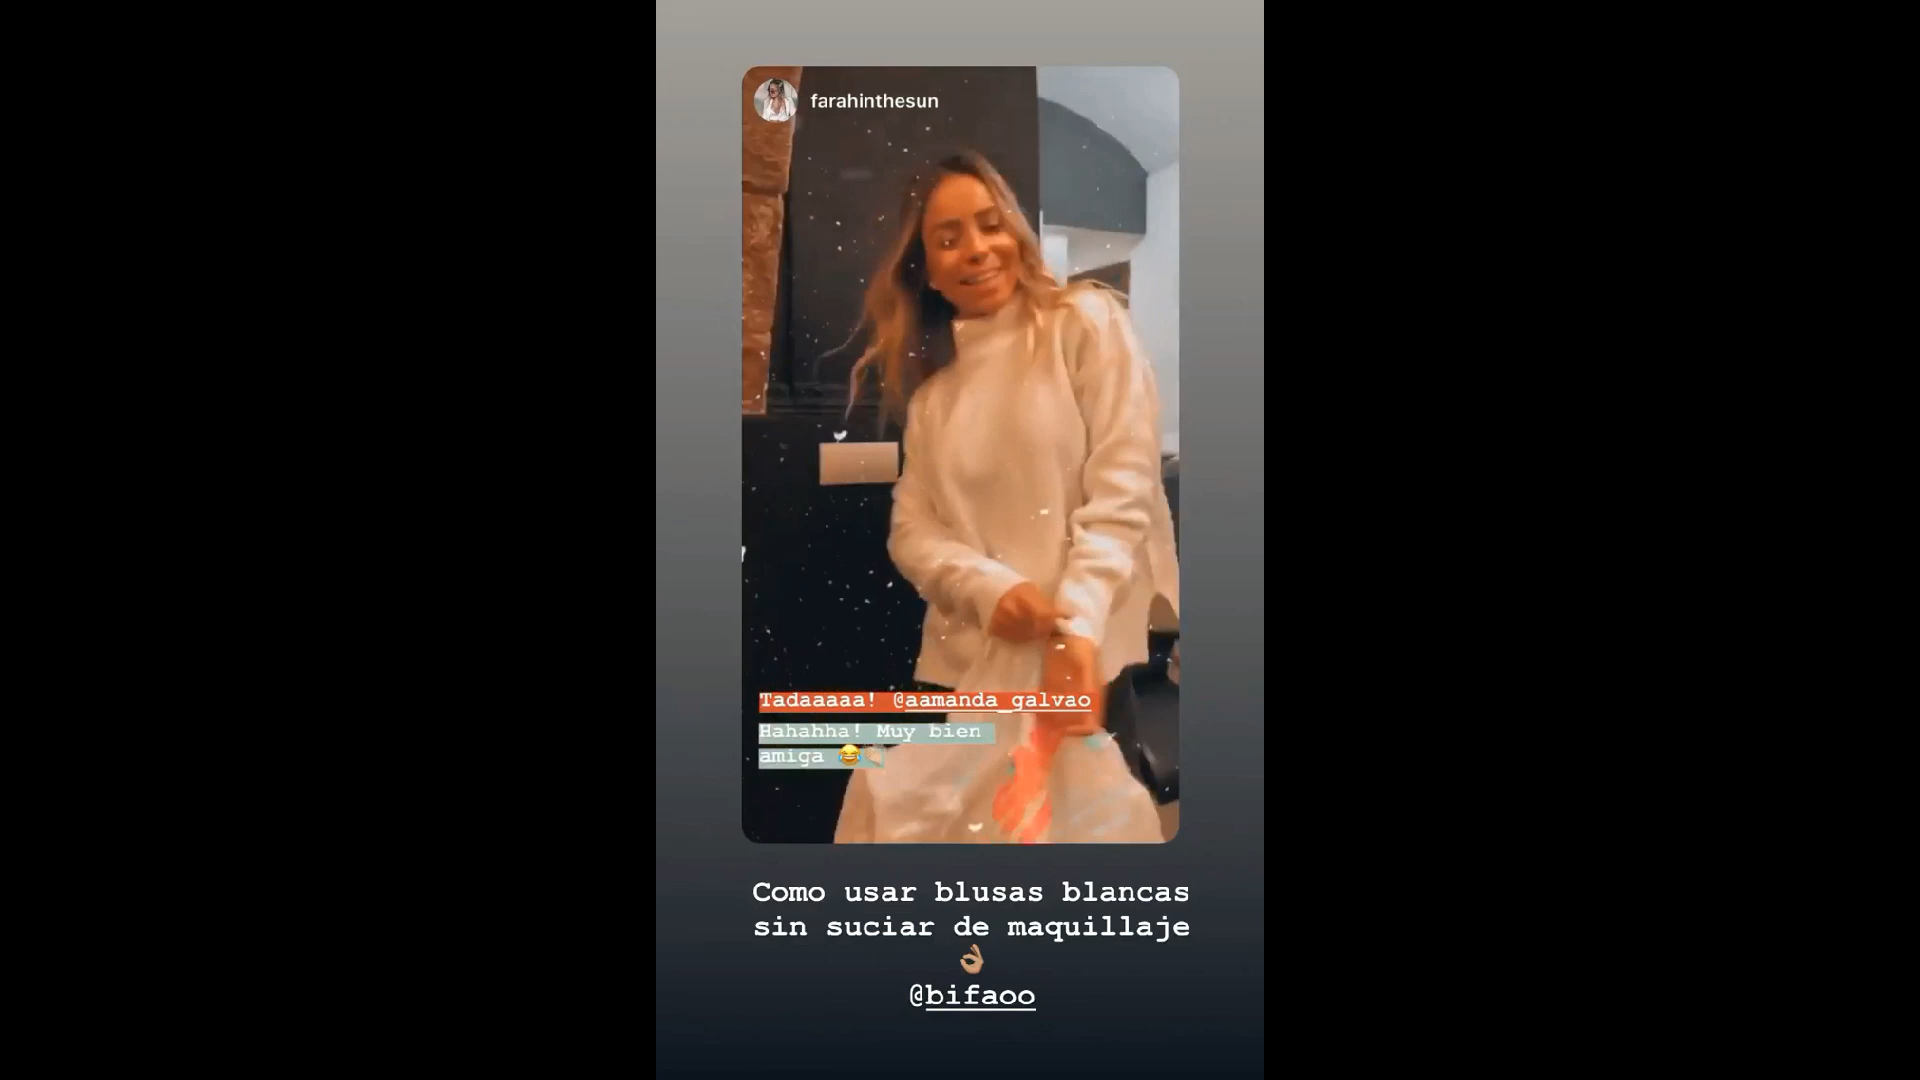 farahinthesun
Tadaaaaa! @aamanda_galvao
Hahahha! Muy bien
amiga 😂👏🏼
Como usar blusas blancas
sin suciar de maquillaje
👌🏽
@bifaoo